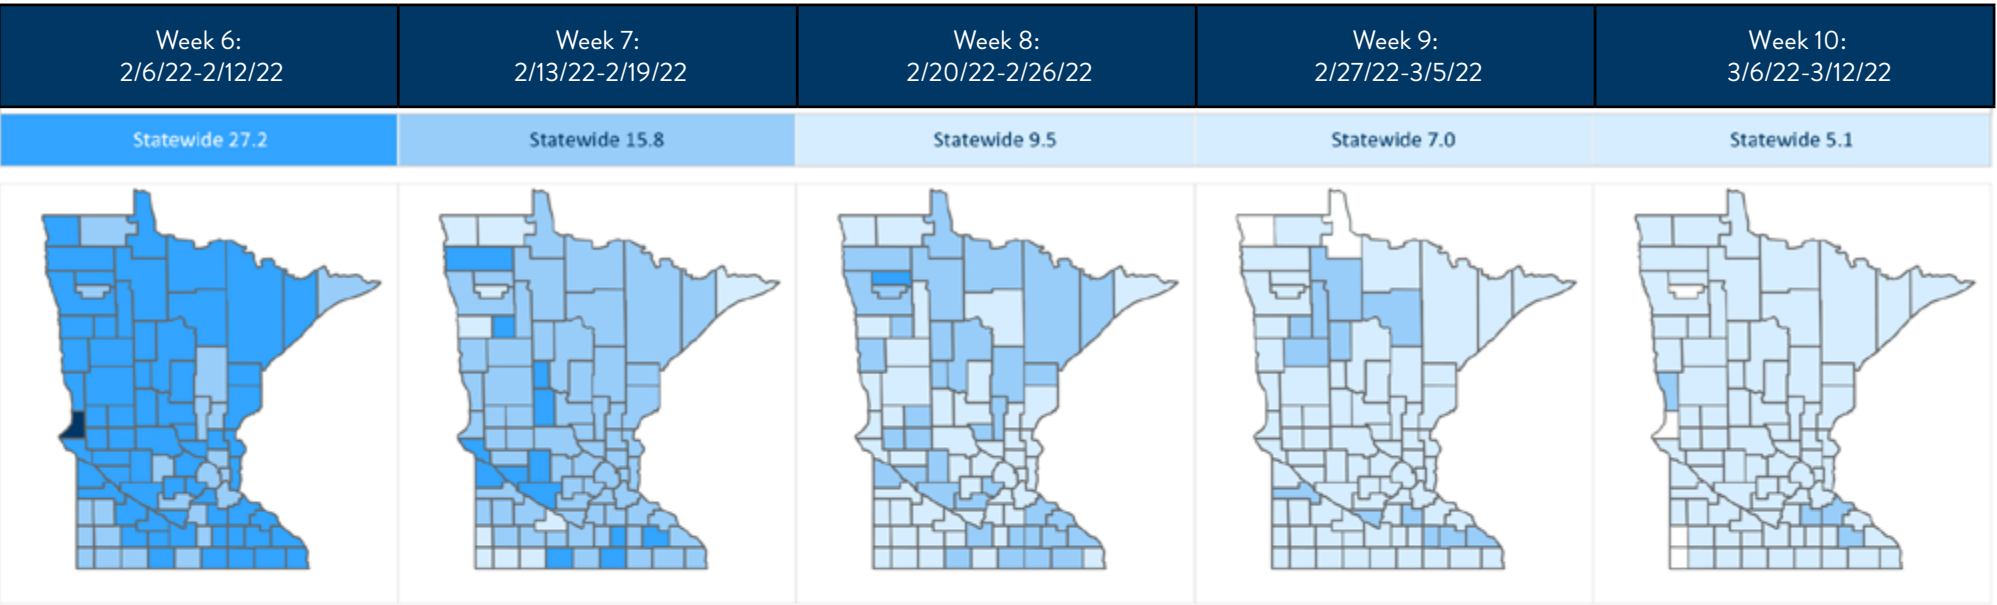 Week 6:
2/6/22-2/12/22
Week 7:
2/13/22-2/19/22
Week 8:
2/20/22-2/26/22
Week 9:
2/27/22-3/5/22
Week 10:
3/6/22-3/12/22
Statewide 27.2
Statewide 15.8
Statewide 9.5
Statewide 7.0
Statewide 5.1